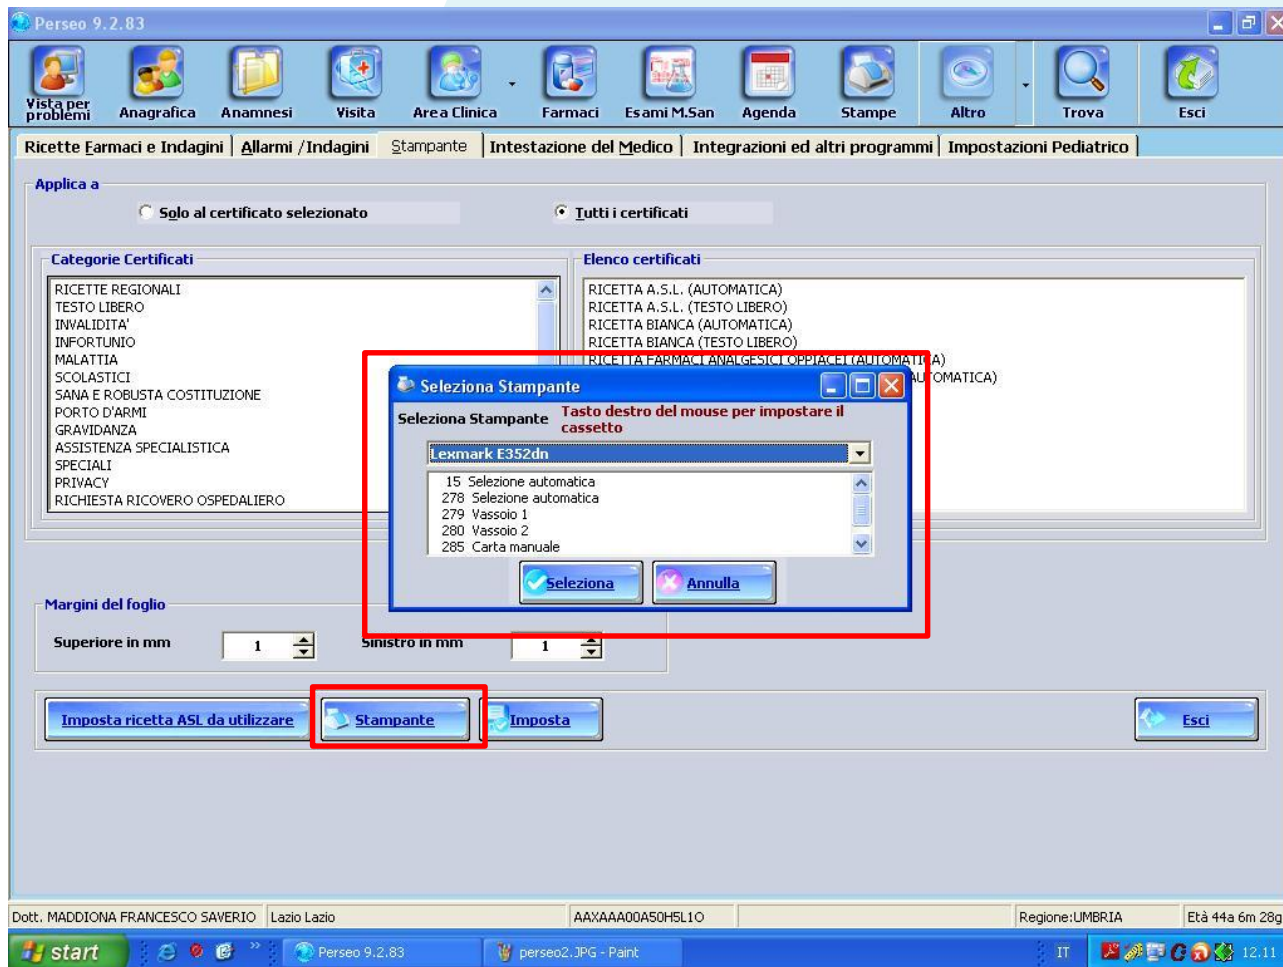 Perseo 9.2.83
Vista per problemi Anagrafica Anamnesi Visita Area Clinica Farmaci Esami M.San Agenda Stampe Altro Trova Esci
Ricette Farmaci e Indagini Allarmi /Indagini Stampante Intestazione del Medico Integrazioni ed altri programmi Impostazioni Pediatrico
Applica a
Solo al certificato selezionato Tutti i certificati
Categorie Certificati
RICETTE REGIONALI
TESTO LIBERO
INVALIDITA'
INFORTUNIO
MALATTIA
SCOLASTICI
SANA E ROBUSTA COSTITUZIONE
PORTO D'ARMI
GRAVIDANZA
ASSISTENZA SPECIALISTICA
SPECIALI
PRIVACY
RICHIESTA RICOVERO OSPEDALIERO
Elenco certificati
RICETTA A.S.L. (AUTOMATICA)
RICETTA A.S.L. (TESTO LIBERO)
RICETTA BIANCA (AUTOMATICA)
RICETTA BIANCA (TESTO LIBERO)
RICETTA FARMACI ANALGESICI OPPIACEI (AUTOMATICA)
AUTOMATICA)
Seleziona Stampante
Seleziona Stampante
Tasto destro del mouse per impostare il
cassetto
Lexmark E352dn
15 Selezione automatica
278 Selezione automatica
279 Vassoio 1
280 Vassoio 2
285 Carta manuale
Seleziona Annulla
Margini del foglio
Superiore in mm 1 Sinistro in mm 1
Imposta ricetta ASL da utilizzare Stampante Imposta Esci
Dott. MADDIONA FRANCESCO SAVERIO Lazio Lazio AAXAAA00A50H5L1O Regione:UMBRIA Età 44a 6m 28g
start Perseo 9.2.83 perseo2.JPG - Paint IT 12.11